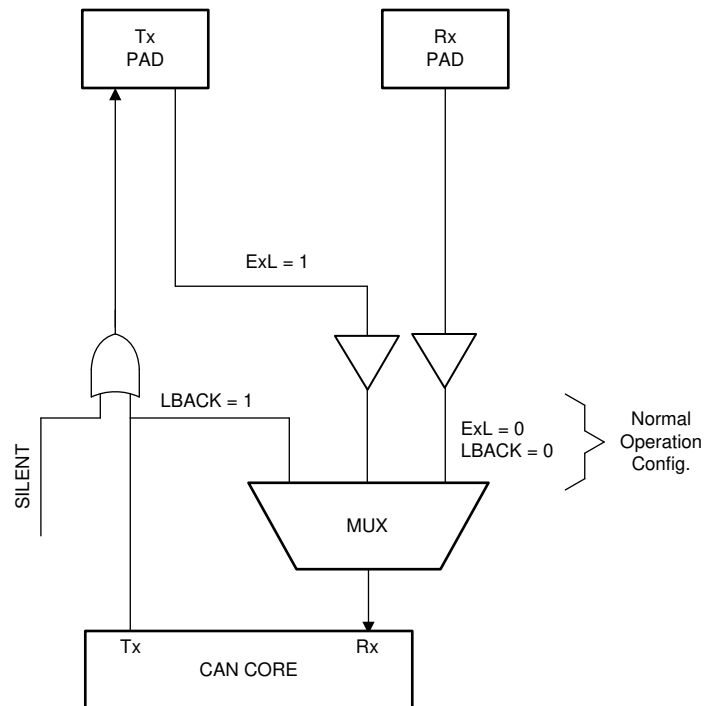 Tx
PAD
Rx
PAD
ExL = 1
LBACK = 1
ExL = 0
LBACK = 0
Normal
Operation
Config.
SILENT
MUX
Tx
Rx
CAN CORE